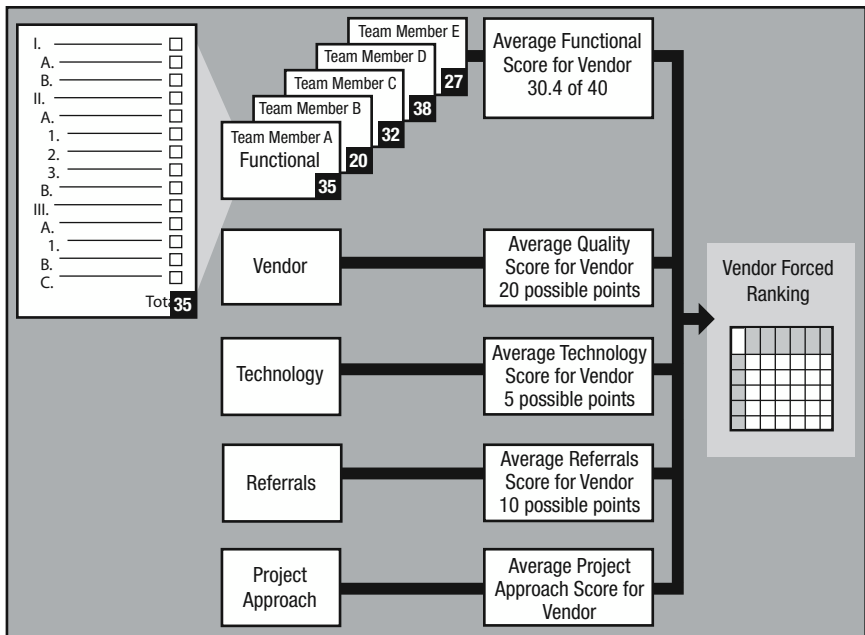 I.
A.
B.
II.
A.
1.
2.
3.
B.
III.
A.
1.
B.
C.
Tot 35
Team Member E
27
Team Member D
38
Team Member C
32
Team Member B
20
Team Member A
Functional
35
Average Functional
Score for Vendor
30.4 of 40
Vendor
Average Quality
Score for Vendor
20 possible points
Technology
Average Technology
Score for Vendor
5 possible points
Referrals
Average Referrals
Score for Vendor
10 possible points
Project
Approach
Average Project
Approach Score for
Vendor
Vendor Forced
Ranking